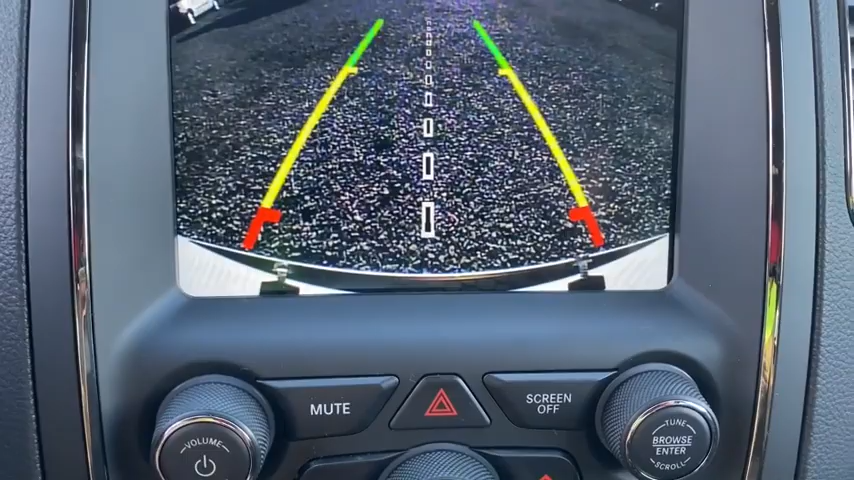 MUTE
SCREEN
OFF
VOLUME
TUNE
BROWSE
ENTER
SCROLL